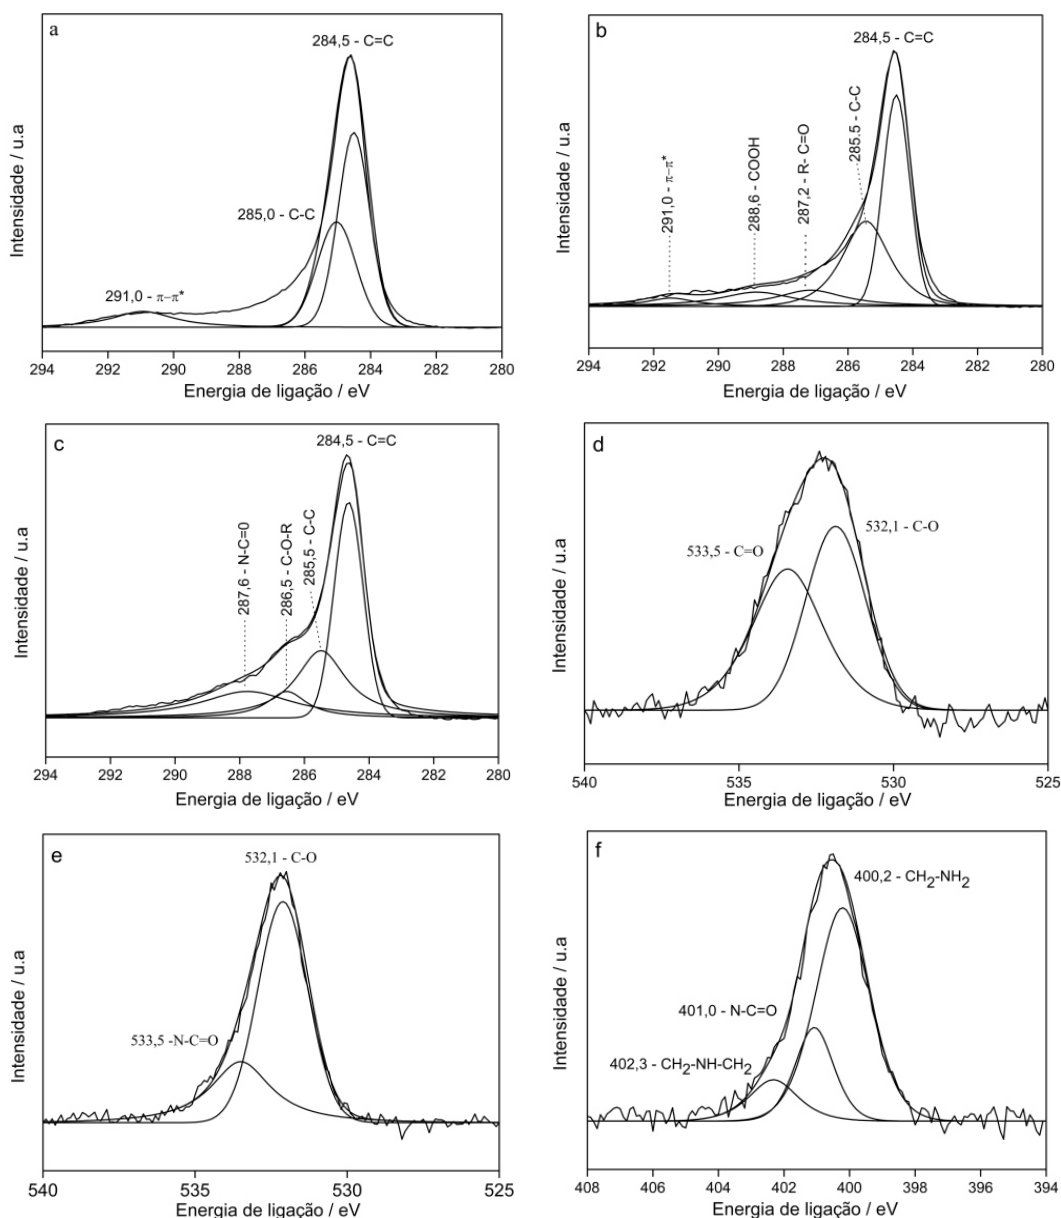 a
284,5 - C=C
285,0 - C-C
291,0 - π-π*
Intensidade / u.a
294 292 290 288 286 284 282 280
Energia de ligação / eV
b
284,5 - C=C
285,5 - C-C
287,2 - R- C=O
288,6 - COOH
291,0 - π-π*
Intensidade / u.a
294 292 290 288 286 284 282 280
Energia de ligação / eV
c
284,5 - C=C
285,5 - C-C
286,5 - C-O-R
287,6 - N-C=0
Intensidade / u.a
294 292 290 288 286 284 282 280
Energia de ligação / eV
d
532,1 - C-O
533,5 - C=O
Intensidade / u.a
540 535 530 525
Energia de ligação / eV
e
532,1 - C-O
533,5 -N-C=O
Intensidade / u.a
540 535 530 525
Energia de ligação / eV
f
400,2 - CH2-NH2
401,0 - N-C=O
402,3 - CH2-NH-CH2
Intensidade / u.a
408 406 404 402 400 398 396 394
Energia de ligação / eV